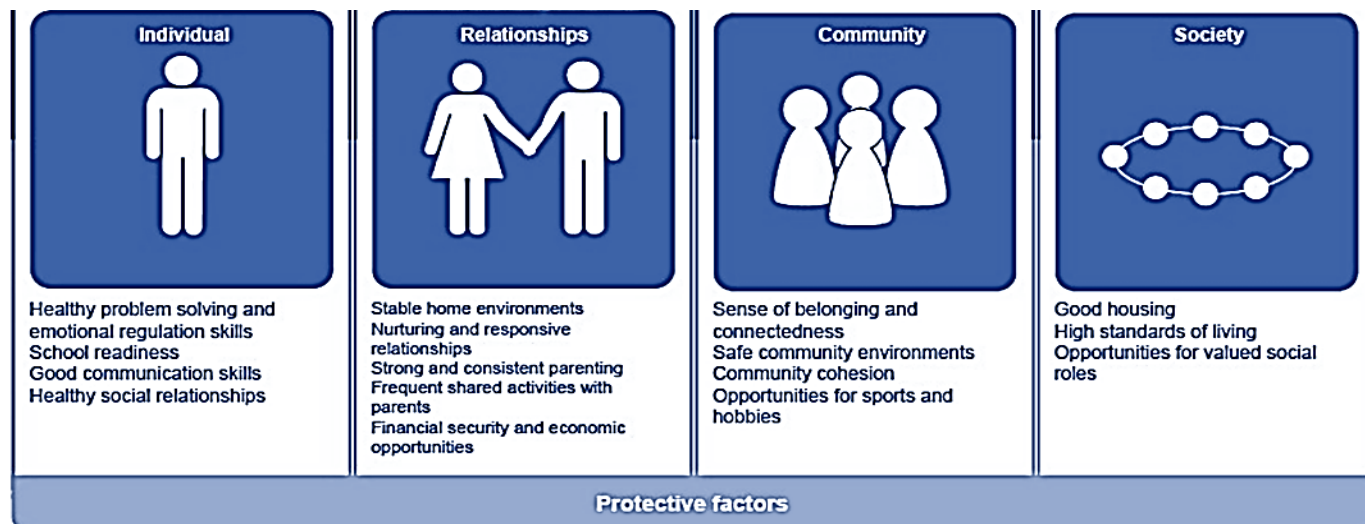 Individual
Healthy problem solving and
emotional regulation skills
School readiness
Good communication skills
Healthy social relationships
Relationships
Stable home environments
Nurturing and responsive
relationships
Strong and consistent parenting
Frequent shared activities with
parents
Financial security and economic
opportunities
Community
Sense of belonging and
connectedness
Safe community environments
Community cohesion
Opportunities for sports and
hobbies
Society
Good housing
High standards of living
Opportunities for valued social
roles
Protective factors